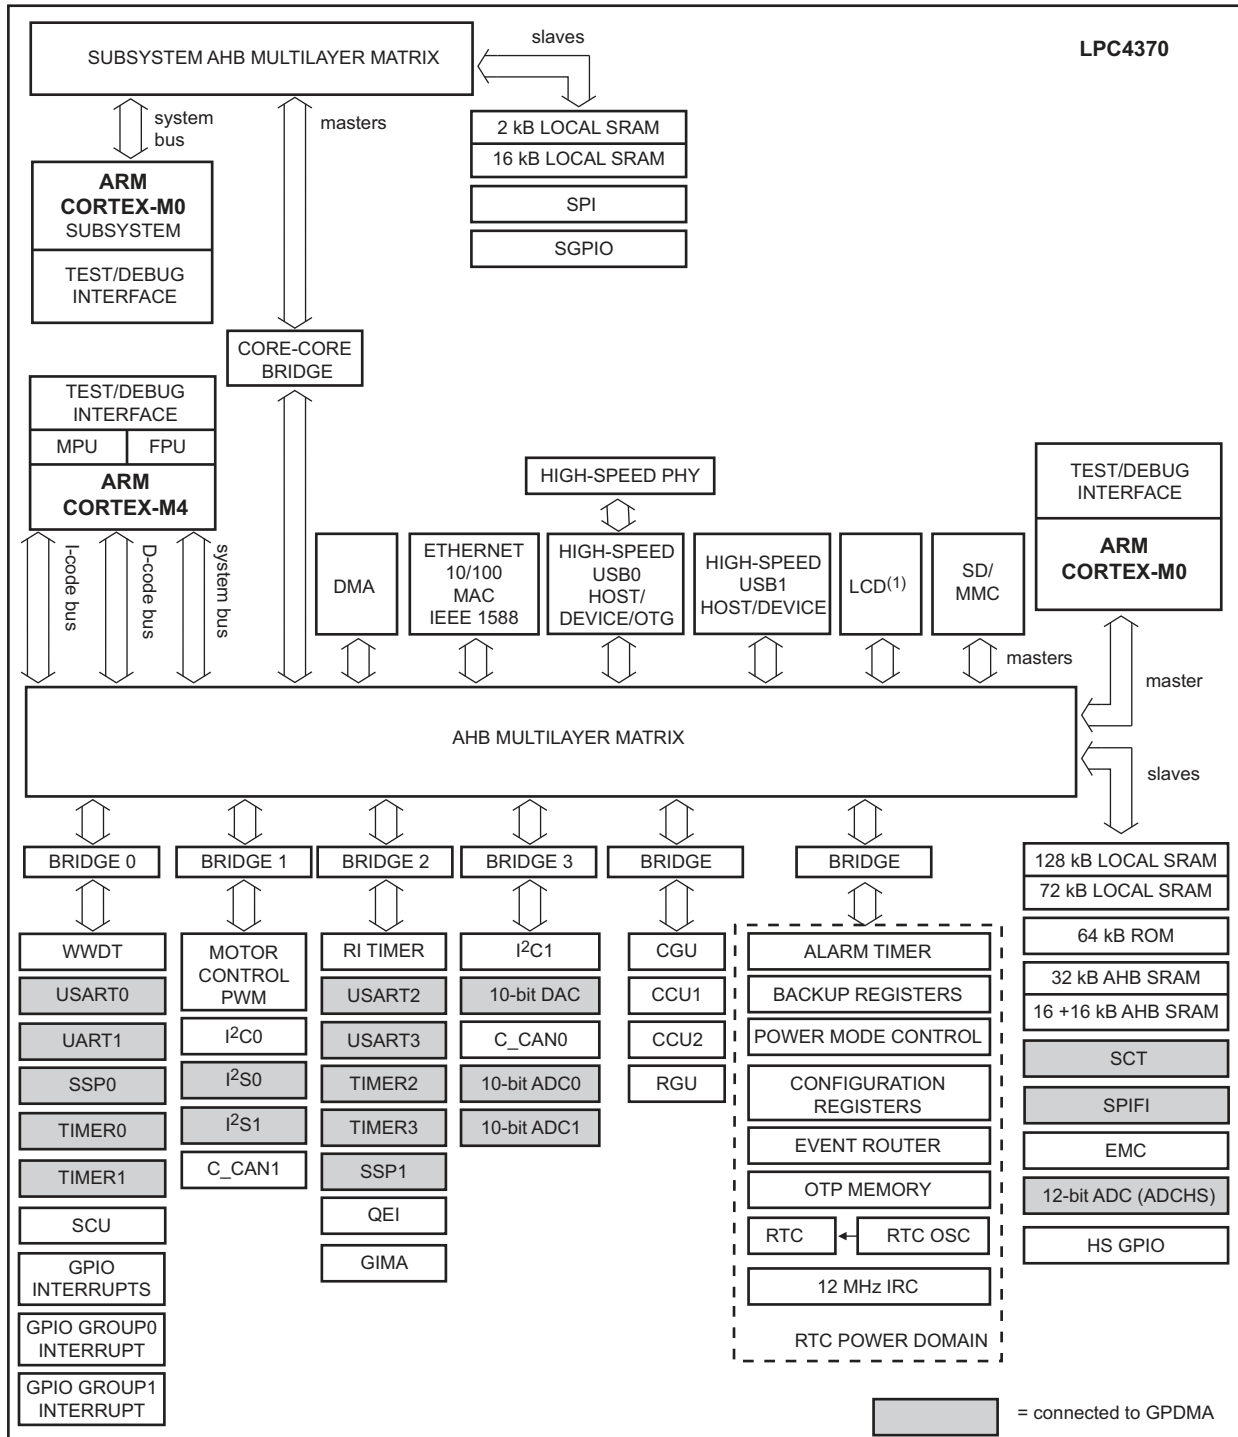 LPC4370
SUBSYSTEM AHB MULTILAYER MATRIX
slaves
system
bus
masters
2 kB LOCAL SRAM
16 kB LOCAL SRAM
SPI
SGPIO
ARM
CORTEX-M0
SUBSYSTEM
TEST/DEBUG
INTERFACE
CORE-CORE
BRIDGE
TEST/DEBUG
INTERFACE
MPU
FPU
ARM
CORTEX-M4
I-code bus
D-code bus
system bus
HIGH-SPEED PHY
DMA
ETHERNET
10/100
MAC
IEEE 1588
HIGH-SPEED
USB0
HOST/
DEVICE/OTG
HIGH-SPEED
USB1
HOST/DEVICE
LCD(1)
SD/
MMC
masters
TEST/DEBUG
INTERFACE
ARM
CORTEX-M0
master
AHB MULTILAYER MATRIX
slaves
BRIDGE 0
BRIDGE 1
BRIDGE 2
BRIDGE 3
BRIDGE
BRIDGE
WWDT
USART0
UART1
SSP0
TIMER0
TIMER1
SCU
GPIO
INTERRUPTS
GPIO GROUP0
INTERRUPT
GPIO GROUP1
INTERRUPT
MOTOR
CONTROL
PWM
I2C0
I2S0
I2S1
C_CAN1
RI TIMER
USART2
USART3
TIMER2
TIMER3
SSP1
QEI
GIMA
I2C1
10-bit DAC
C_CAN0
10-bit ADC0
10-bit ADC1
CGU
CCU1
CCU2
RGU
ALARM TIMER
BACKUP REGISTERS
POWER MODE CONTROL
CONFIGURATION
REGISTERS
EVENT ROUTER
OTP MEMORY
RTC
RTC OSC
12 MHz IRC
RTC POWER DOMAIN
128 kB LOCAL SRAM
72 kB LOCAL SRAM
64 kB ROM
32 kB AHB SRAM
16 +16 kB AHB SRAM
SCT
SPIFI
EMC
12-bit ADC (ADCHS)
HS GPIO
= connected to GPDMA